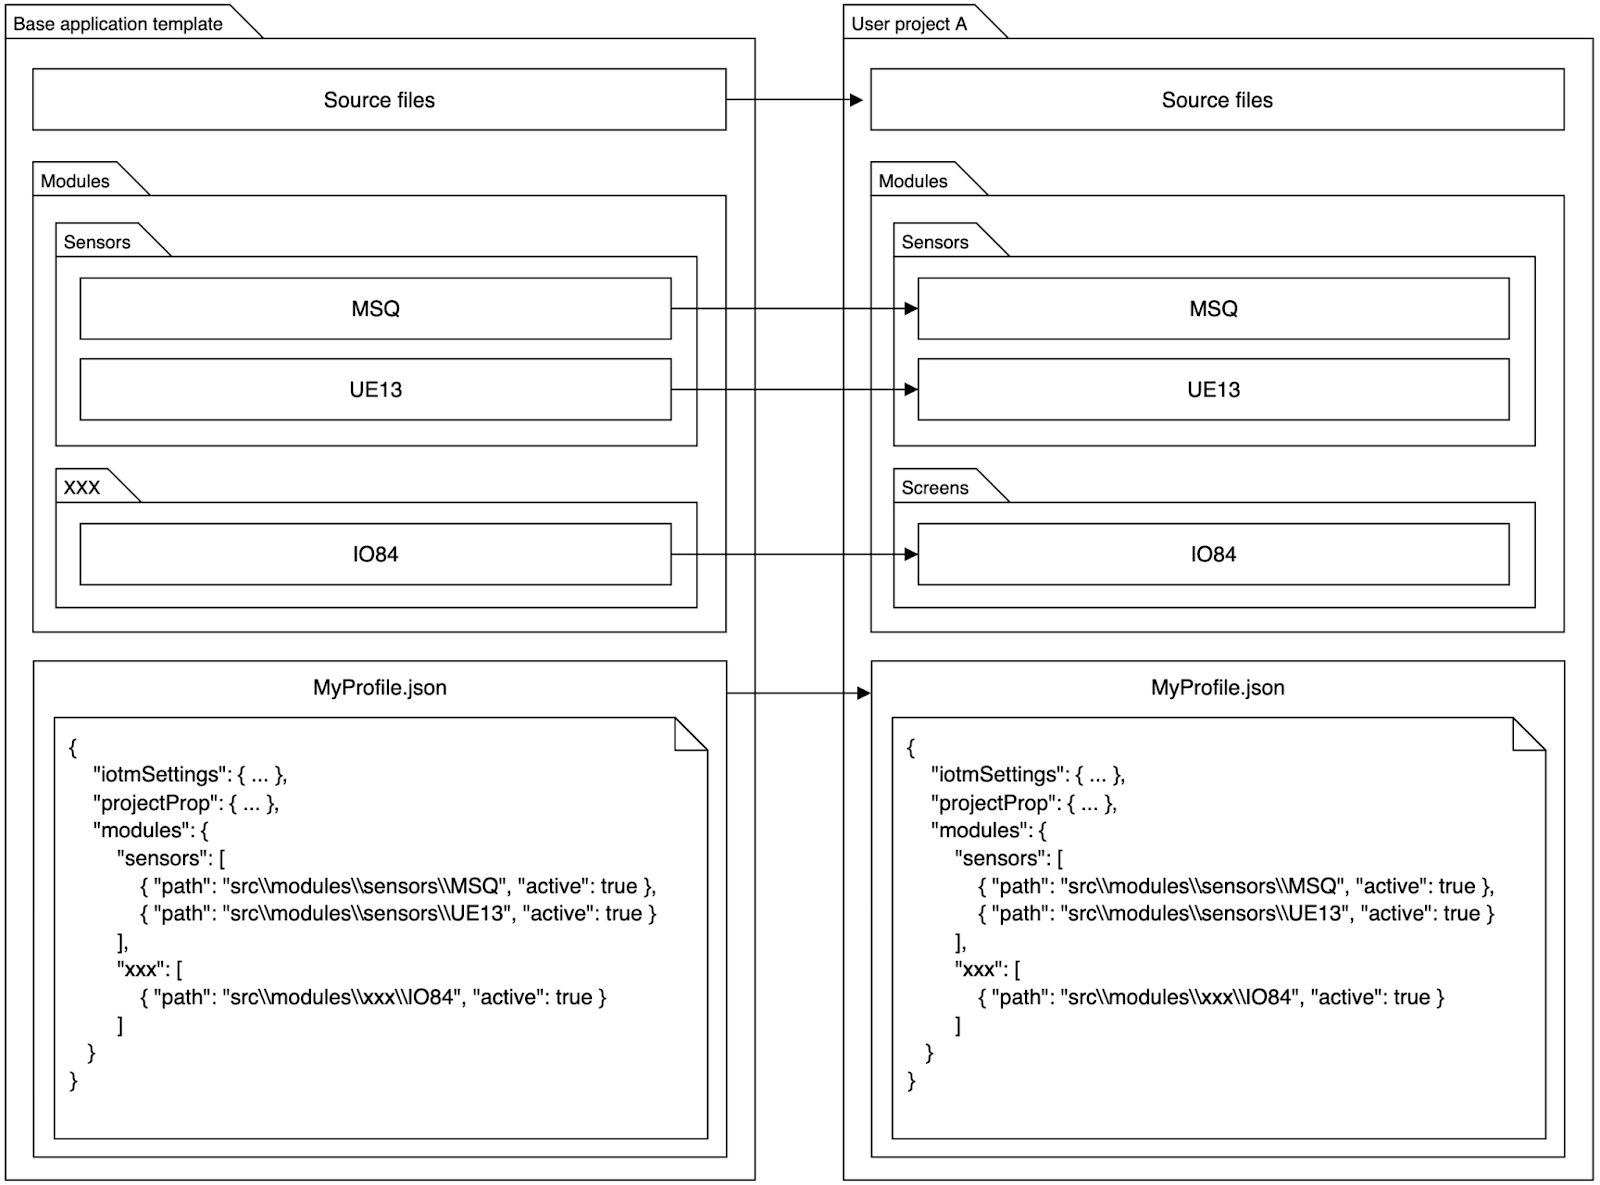 Base application template
Source files
Modules
Sensors
MSQ
UE13
XXX
IO84
MyProfile.json
{
"iotmSettings": { ... },
"projectProp": { ... },
"modules": {
"sensors": [
{ "path": "src\\modules\\sensors\\MSQ", "active": true },
{ "path": "src\\modules\\sensors\\UE13", "active": true }
],
"xxx": [
{ "path": "src\\modules\\xxx\\IO84", "active": true }
]
}
}
User project A
Source files
Modules
Sensors
MSQ
UE13
Screens
IO84
MyProfile.json
{
"iotmSettings": { ... },
"projectProp": { ... },
"modules": {
"sensors": [
{ "path": "src\\modules\\sensors\\MSQ", "active": true },
{ "path": "src\\modules\\sensors\\UE13", "active": true }
],
"xxx": [
{ "path": "src\\modules\\xxx\\IO84", "active": true }
]
}
}